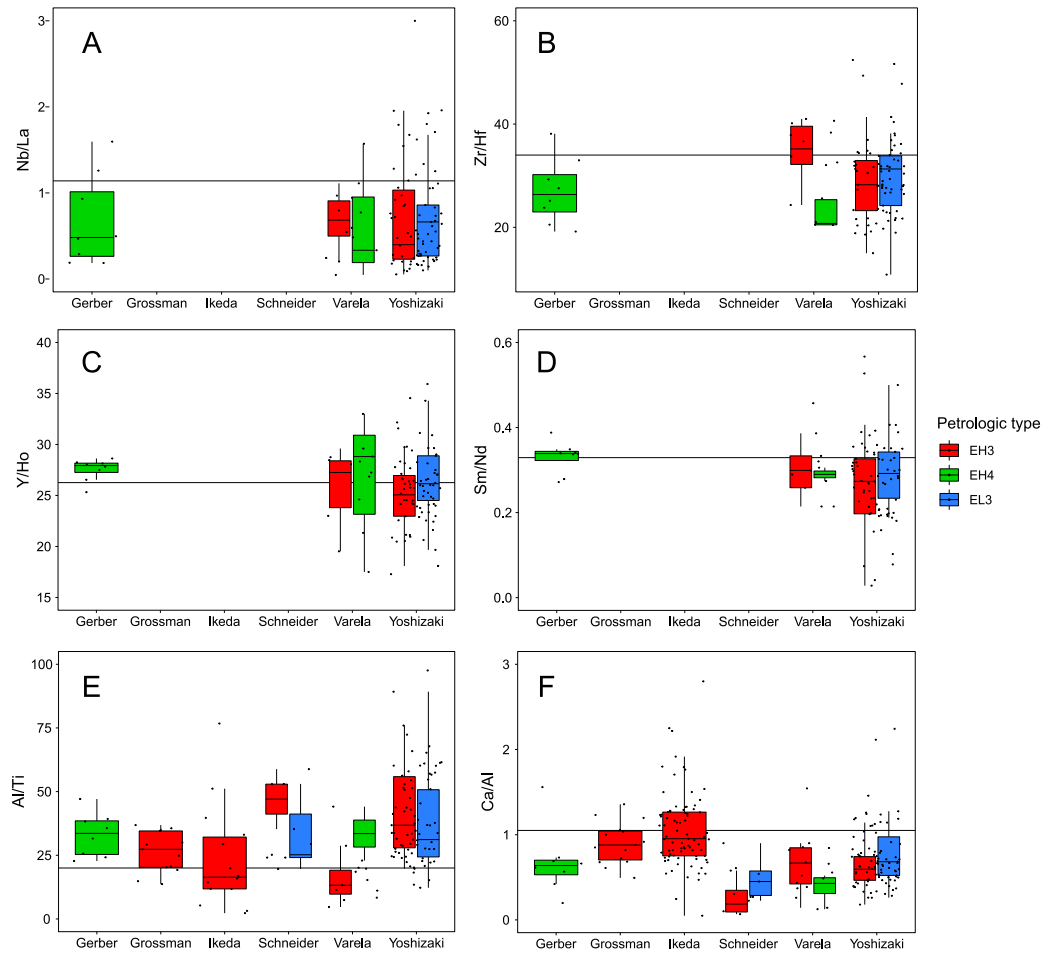 A
Nb/La
3
2
1
0
Gerber Grossman Ikeda Schneider Varela Yoshizaki
B
Zr/Hf
60
40
20
Gerber Grossman Ikeda Schneider Varela Yoshizaki
C
Y/Ho
40
35
30
25
20
15
Gerber Grossman Ikeda Schneider Varela Yoshizaki
D
Sm/Nd
0.6
0.4
0.2
0.0
Gerber Grossman Ikeda Schneider Varela Yoshizaki
Petrologic type
EH3
EH4
EL3
E
Al/Ti
100
75
50
25
0
Gerber Grossman Ikeda Schneider Varela Yoshizaki
F
Ca/Al
3
2
1
0
Gerber Grossman Ikeda Schneider Varela Yoshizaki